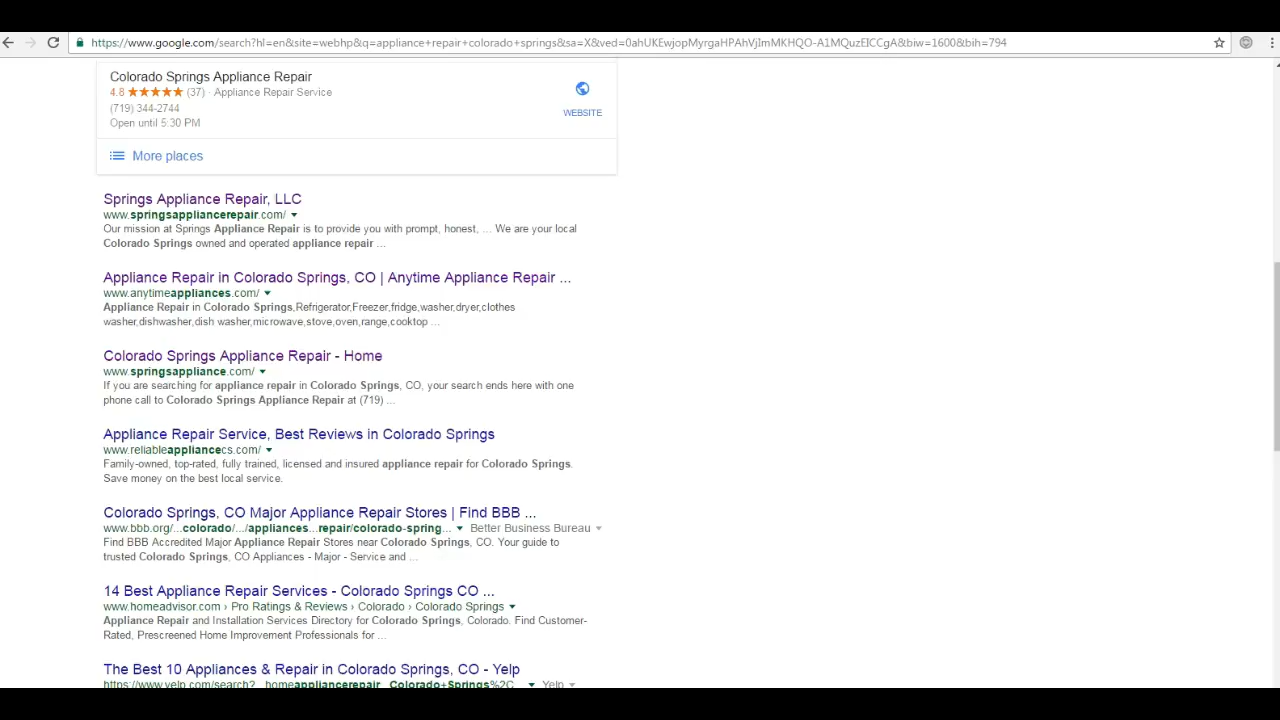 https://www.google.com/search?hl=en&site=webhp&q=appliance+repair+colorado+springs&sa=X&ved=0ahUKEwjopMyrgaHPAhVjImMKHQO-A1MQuzEICCgA&biw=1600&bih=794
Colorado Springs Appliance Repair
4.8 ★★★★★ (37) · Appliance Repair Service
(719) 344-2744
Open until 5:30 PM
WEBSITE
More places
Springs Appliance Repair, LLC
www.springsappliancerepair.com/
Our mission at Springs Appliance Repair is to provide you with prompt, honest, ... We are your local
Colorado Springs owned and operated appliance repair ...
Appliance Repair in Colorado Springs, CO | Anytime Appliance Repair ...
www.anytimeappliances.com/
Appliance Repair in Colorado Springs,Refrigerator,Freezer,fridge,washer,dryer,clothes
washer,dishwasher,dish washer,microwave,stove,oven,range,cooktop ...
Colorado Springs Appliance Repair - Home
www.springsappliance.com/
If you are searching for appliance repair in Colorado Springs, CO, your search ends here with one
phone call to Colorado Springs Appliance Repair at (719) ...
Appliance Repair Service, Best Reviews in Colorado Springs
www.reliableappliancecs.com/
Family-owned, top-rated, fully trained, licensed and insured appliance repair for Colorado Springs.
Save money on the best local service.
Colorado Springs, CO Major Appliance Repair Stores | Find BBB ...
www.bbb.org/...colorado/.../appliances...repair/colorado-spring... Better Business Bureau
Find BBB Accredited Major Appliance Repair Stores near Colorado Springs, CO. Your guide to
trusted Colorado Springs, CO Appliances - Major - Service and ...
14 Best Appliance Repair Services - Colorado Springs CO ...
www.homeadvisor.com › Pro Ratings & Reviews › Colorado › Colorado Springs
Appliance Repair and Installation Services Directory for Colorado Springs, Colorado. Find Customer-
Rated, Prescreened Home Improvement Professionals for ...
The Best 10 Appliances & Repair in Colorado Springs, CO - Yelp
https://www.yelp.com/search?...homeappliancerepair...Colorado+Springs%2C... Yelp